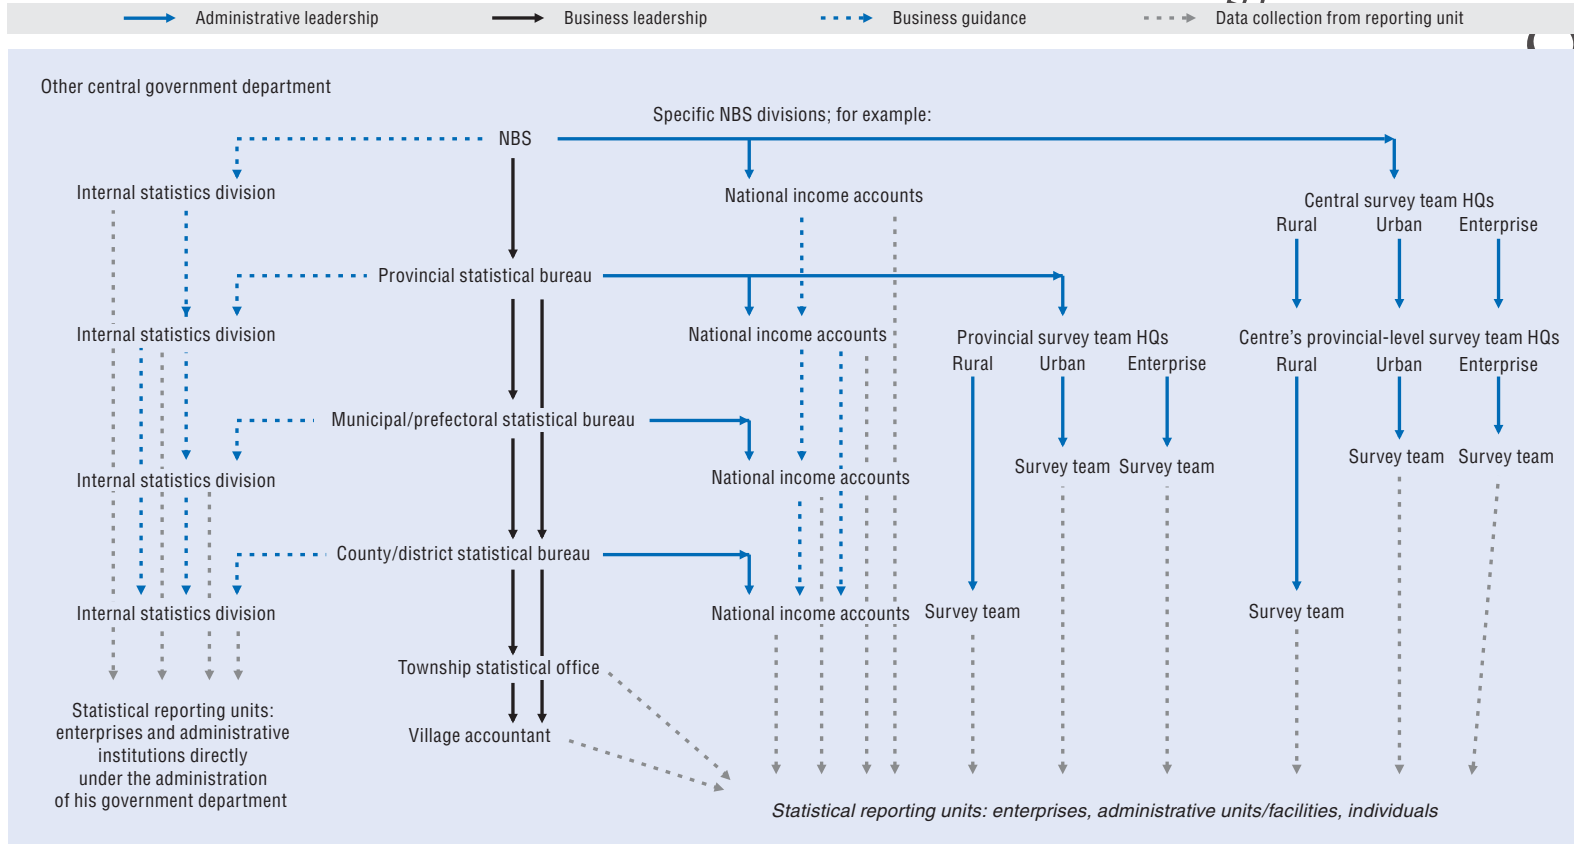 Administrative leadership
Business leadership
Business guidance
Data collection from reporting unit
Other central government department
Specific NBS divisions; for example:
NBS
Internal statistics division
National income accounts
Central survey team HQs
Rural
Urban
Enterprise
Provincial statistical bureau
Internal statistics division
National income accounts
Provincial survey team HQs
Centre's provincial-level survey team HQs
Rural
Urban
Enterprise
Rural
Urban
Enterprise
Municipal/prefectoral statistical bureau
Survey team
Survey team
Survey team
Survey team
Internal statistics division
National income accounts
County/district statistical bureau
Internal statistics division
National income accounts
Survey team
Survey team
Township statistical office
Statistical reporting units:
enterprises and administrative
institutions directly
under the administration
of his government department
Village accountant
Statistical reporting units: enterprises, administrative units/facilities, individuals